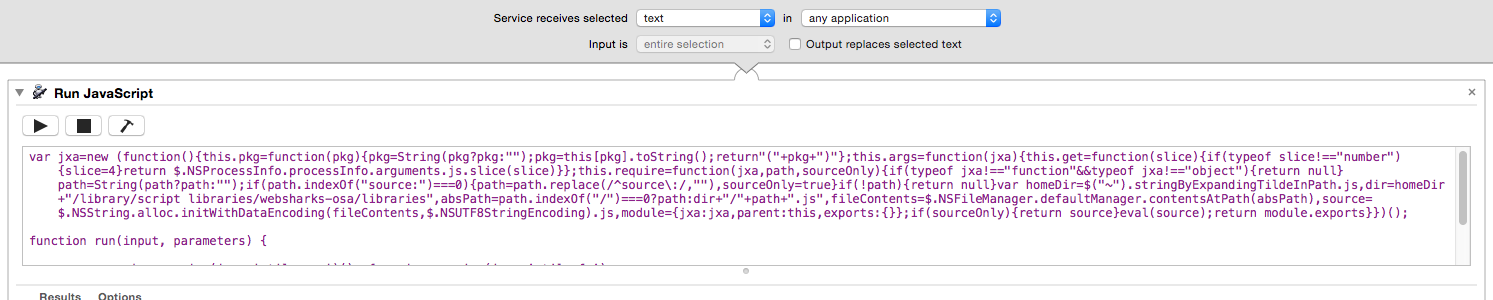 Service receives selected text in any application
Input is entire selection Output replaces selected text
Run JavaScript
var jxa=new (function(){this.pkg=function(pkg){pkg=String(pkg?pkg:"");pkg=this[pkg].toString();return"("+pkg+")"};this.args=function(jxa){this.get=function(slice){if(typeof slice!=="number")
{slice=4}return $.NSProcessInfo.processInfo.arguments.js.slice(slice)}};this.require=function(jxa,path,sourceOnly){if(typeof jxa!=="function"&&typeof jxa!=="object"){return null}
path=String(path?path:"");if(path.indexOf("source:")===0){path=path.replace(/^source\:/,""),sourceOnly=true}if(!path){return null}var homeDir=$("~").stringByExpandingTildeInPath.js,dir=homeDir
+"/library/script libraries/websharks-osa/libraries",absPath=path.indexOf("/")===0?path:dir+"/"+path+".js",fileContents=$.NSFileManager.defaultManager.contentsAtPath(absPath),source=
$.NSString.alloc.initWithDataEncoding(fileContents,$.NSUTF8StringEncoding).js,module={jxa:jxa,parent:this,exports:{}};if(sourceOnly){return source}eval(source);return module.exports}})();
function run(input, parameters) {
Results Options